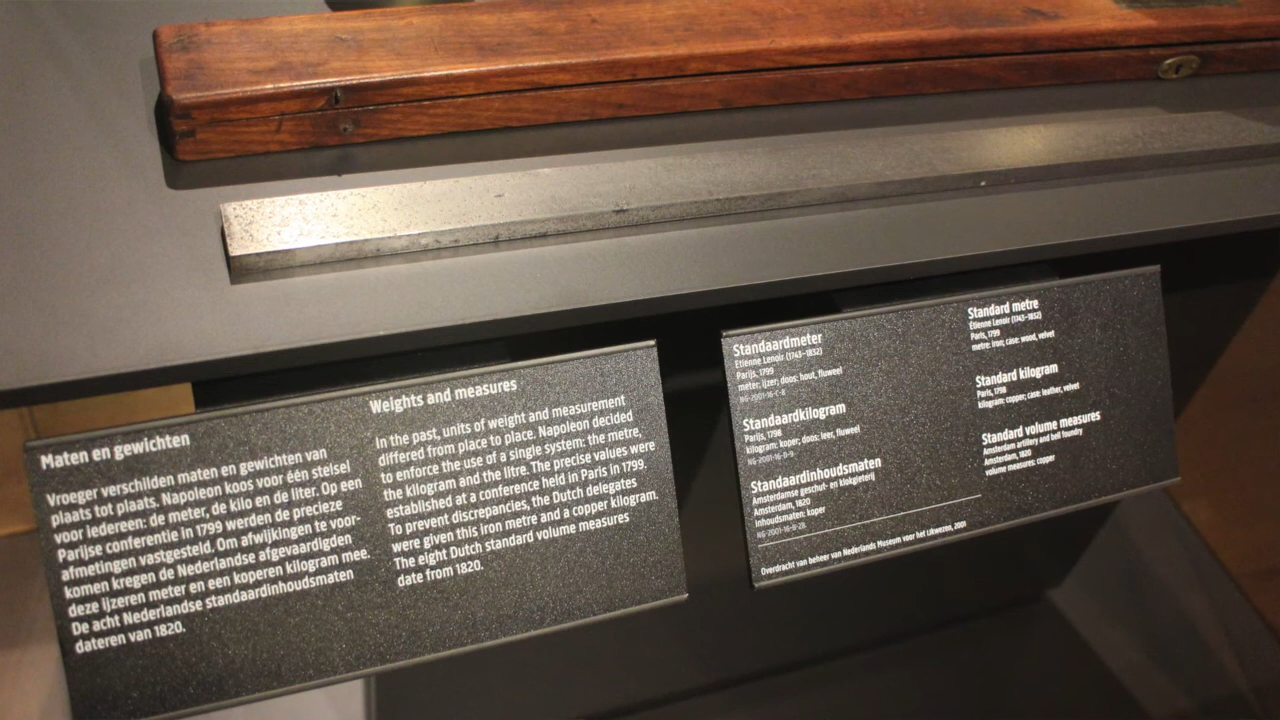 Maten en gewichten
Vroeger verschilden maten en gewichten van
plaats tot plaats. Napoleon koos voor één stelsel
voor iedereen: de meter, de kilo en de liter. Op een
Parijse conferentie in 1799 werden de precieze
afmetingen vastgesteld. Om afwijkingen te voor-
komen kregen de Nederlandse afgevaardigden
deze ijzeren meter en een koperen kilogram mee.
De acht Nederlandse standaardinhoudsmaten
dateren van 1820.
Weights and measures
In the past, units of weight and measurement
differed from place to place. Napoleon decided
to enforce the use of a single system: the metre,
the kilogram and the litre. The precise values were
established at a conference held in Paris in 1799.
To prevent discrepancies, the Dutch delegates
were given this iron metre and a copper kilogram.
The eight Dutch standard volume measures
date from 1820.
Standaardmeter
Etienne Lenoir (1743–1832)
Parijs, 1799
meter: ijzer; doos: hout, fluweel
NG-2001-16-C-8
Standaardkilogram
Parijs, 1798
kilogram: koper; doos: leer, fluweel
NG-2001-16-D-9
Standaardinhoudsmaten
Amsterdamse geschut- en klokgieterij
Amsterdam, 1820
inhoudsmaten: koper
Overdracht van beheer van Nederlands Museum voor het IJkwezen, 2001
Standard metre
Étienne Lenoir (1743–1832)
Paris, 1799
metre: iron; case: wood, velvet
Standard kilogram
Paris, 1798
kilogram: copper; case: leather, velvet
Standard volume measures
Amsterdam artillery and bell foundry
Amsterdam, 1820
volume measures: copper